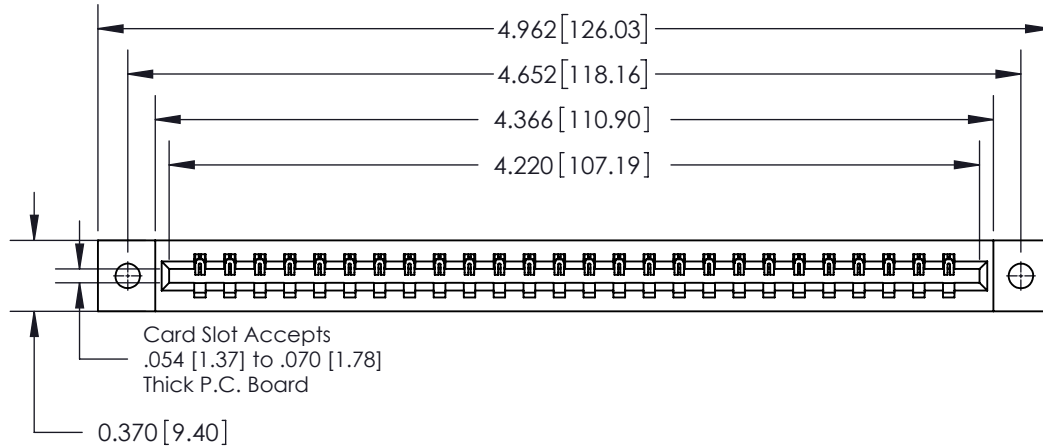 4.962 [126.03]
4.652 [118.16]
4.366 [110.90]
4.220 [107.19]
Card Slot Accepts
.054 [1.37] to .070 [1.78]
Thick P.C. Board
0.370 [9.40]